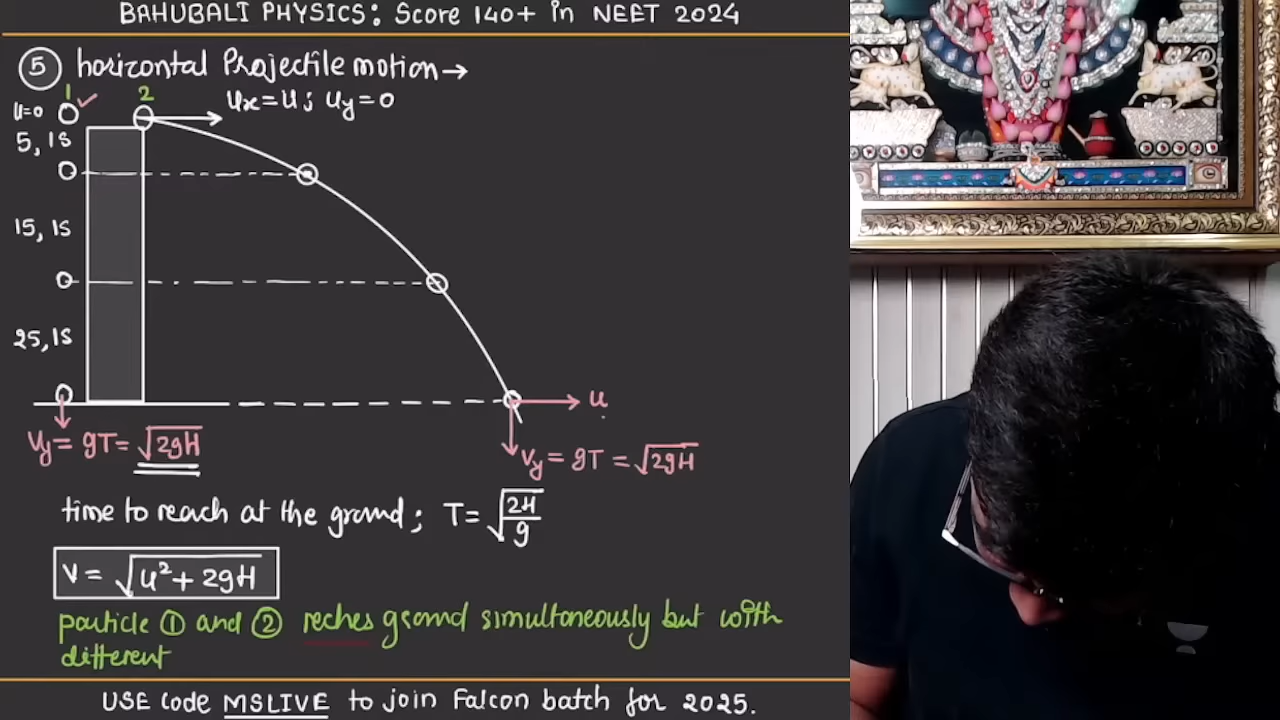 BAHUBALI PHYSICS: Score 140+ in NEET 2024
5 horizontal Projectile motion →
1 2
u=0
Ux=U ; Uy=0
5, 1s
15, 1s
25, 1s
u
Vy = gT = √2gH
Vy = gT = √2gH
time to reach at the ground ; T= √2H/g
V = √u²+2gH
particle ① and ② reches ground simultaneously but with
different
USE Code MSLIVE to join Falcon batch for 2025.